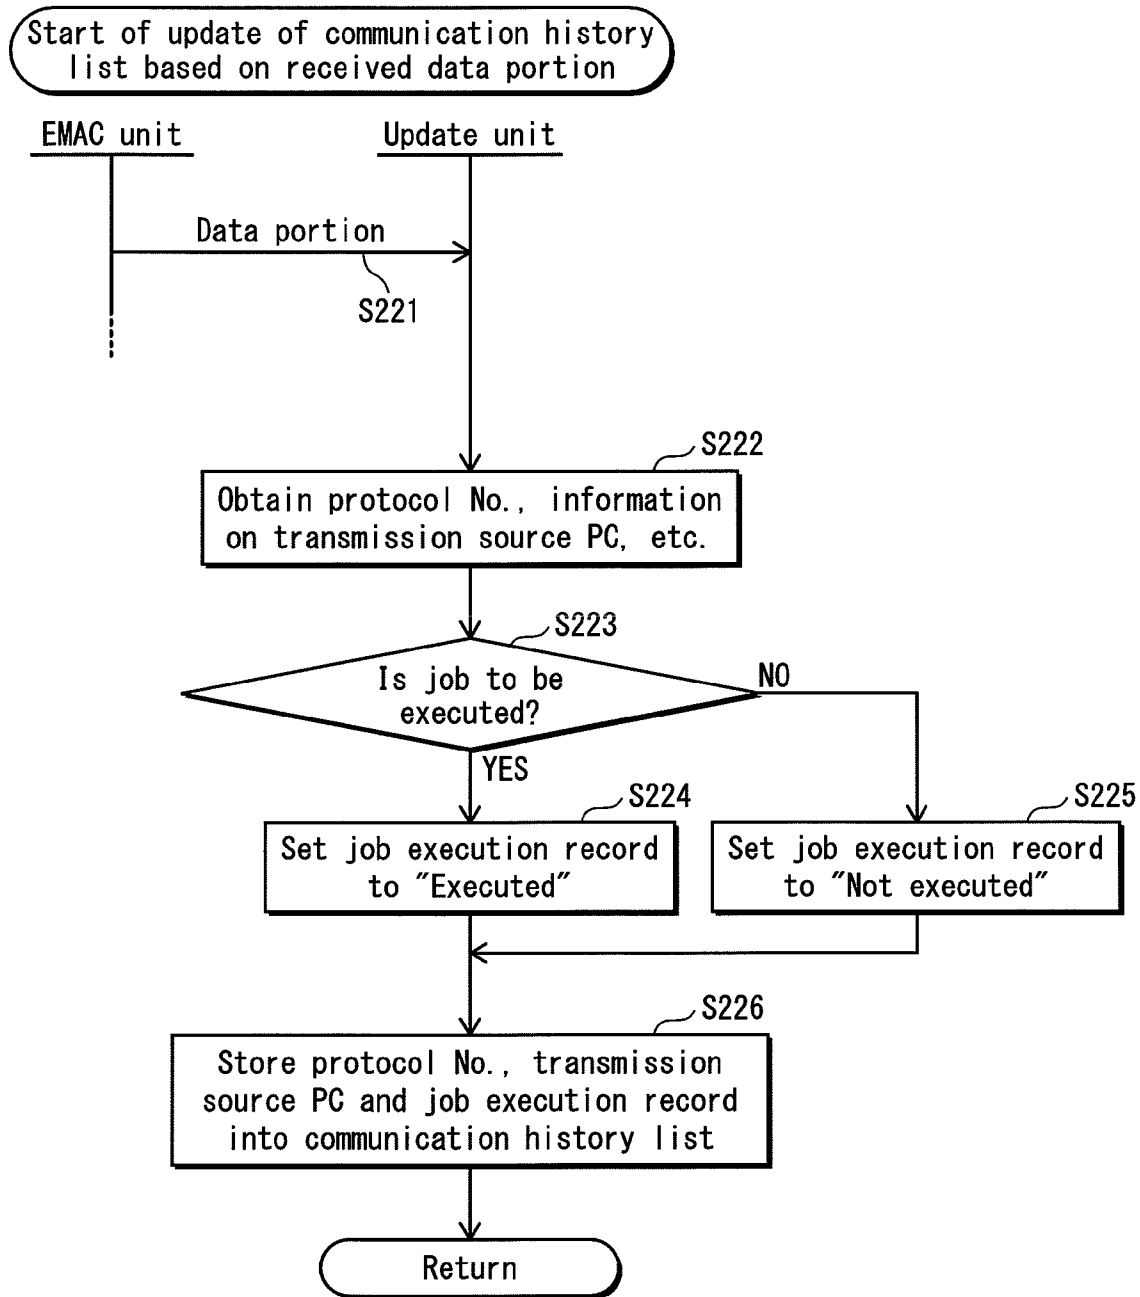 Start of update of communication history
list based on received data portion
EMAC unit
Update unit
Data portion
S221
S222
Obtain protocol No., information
on transmission source PC, etc.
S223
Is job to be
executed?
NO
YES
S224
S225
Set job execution record
to "Executed"
Set job execution record
to "Not executed"
S226
Store protocol No., transmission
source PC and job execution record
into communication history list
Return